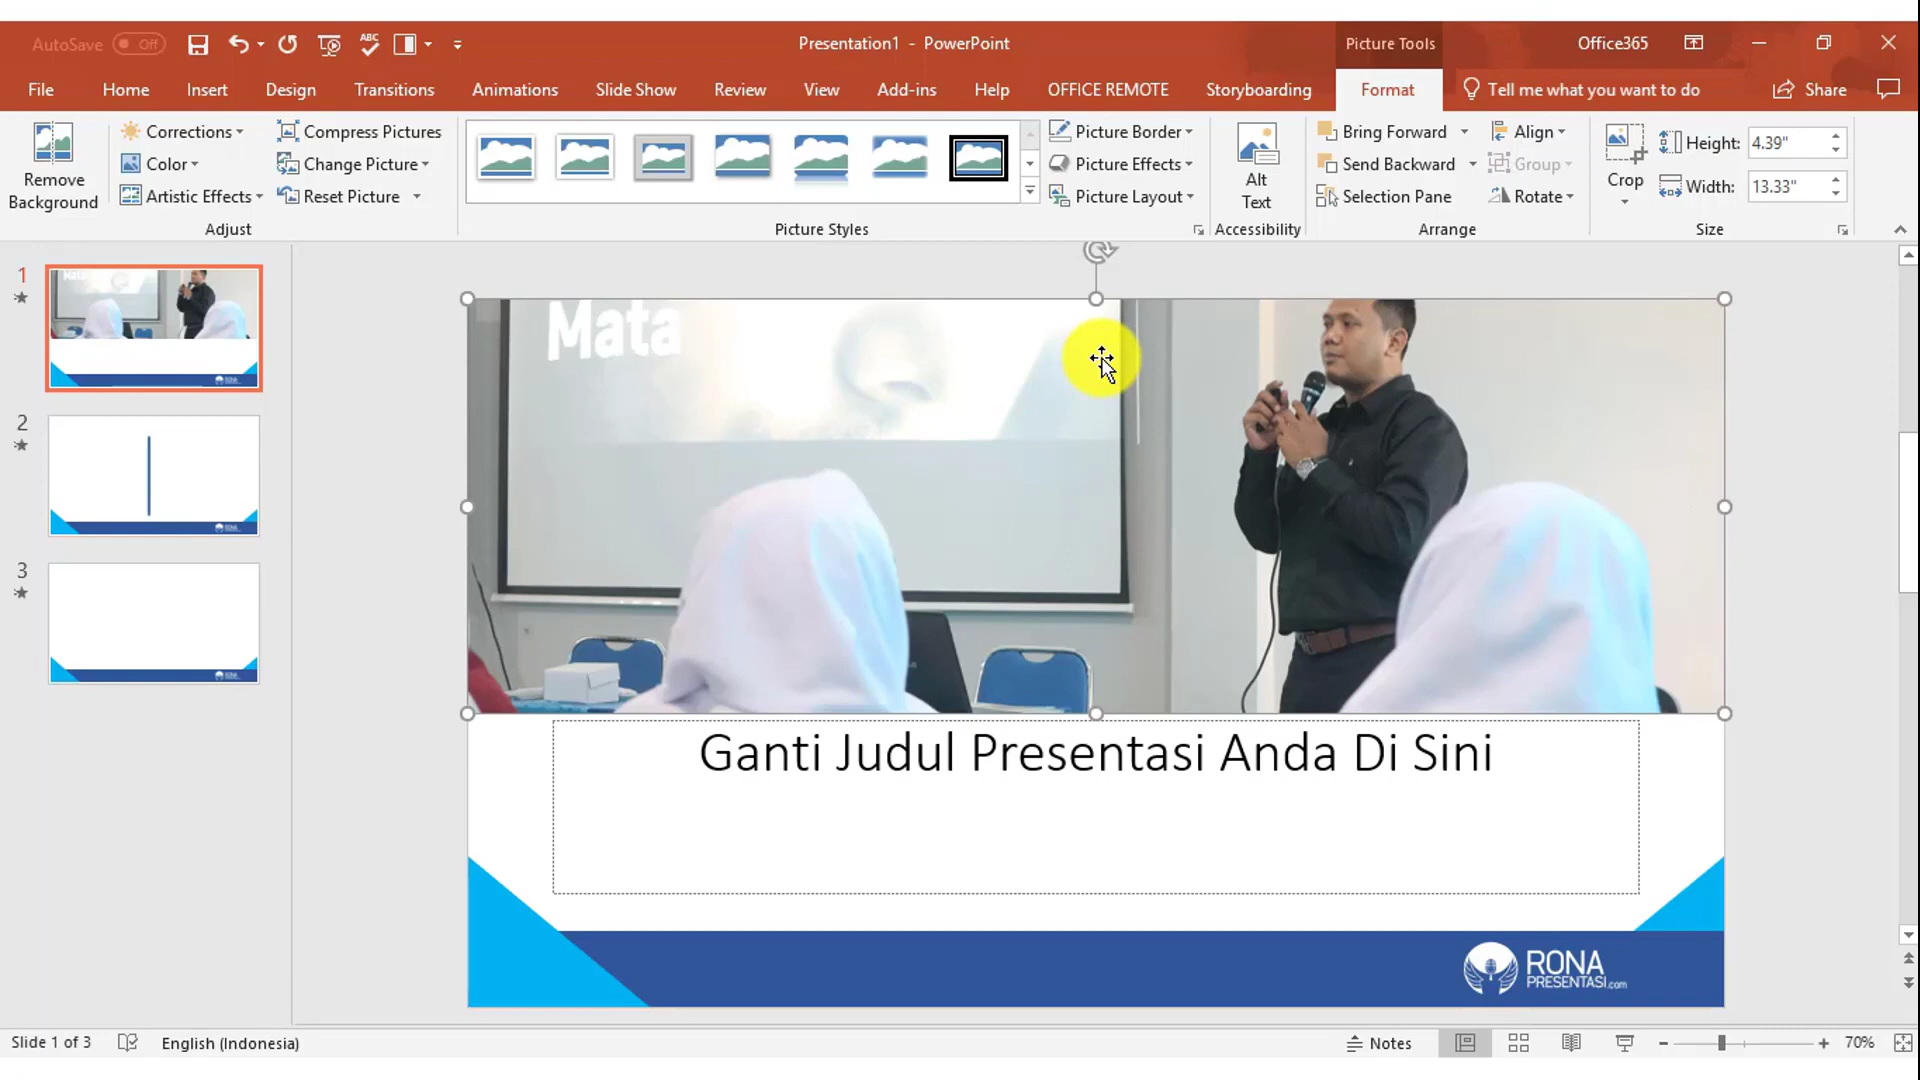 AutoSave Off
Presentation1 - PowerPoint
Picture Tools
Office365
File Home Insert Design Transitions Animations Slide Show Review View Add-ins Help OFFICE REMOTE Storyboarding Format Tell me what you want to do Share
Remove Background
Corrections
Color
Artistic Effects
Compress Pictures
Change Picture
Reset Picture
Adjust
Picture Styles
Picture Border
Picture Effects
Picture Layout
Alt Text
Accessibility
Bring Forward
Send Backward
Selection Pane
Align
Group
Rotate
Arrange
Crop
Height: 4.39"
Width: 13.33"
Size
1
2
3
Mata
Ganti Judul Presentasi Anda Di Sini
RONA
PRESENTASI.com
Slide 1 of 3
English (Indonesia)
Notes
70%